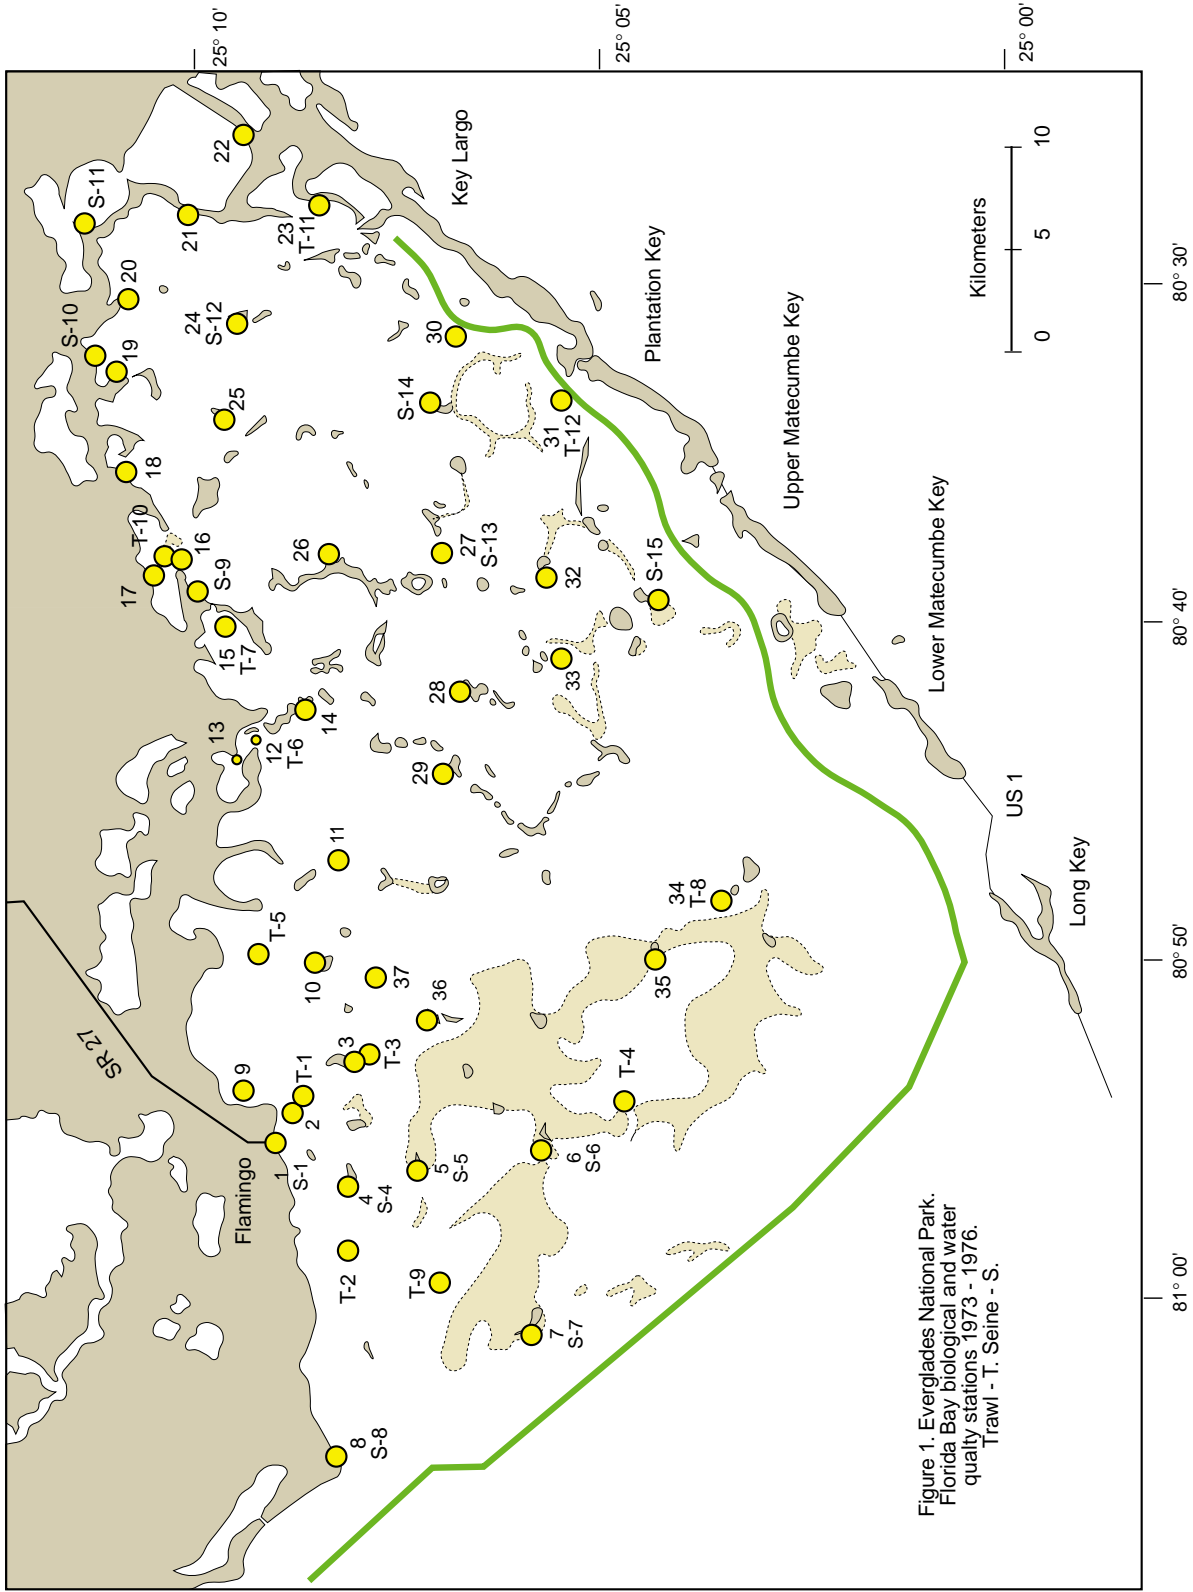 25° 10'
25° 05'
25° 00'
80° 30'
80° 40'
80° 50'
81° 00'
SR 27
Flamingo
Key Largo
Plantation Key
Upper Matecumbe Key
Lower Matecumbe Key
Long Key
US 1
Kilometers
0
5
10
1
S-1
2
T-1
3
T-3
4
S-4
5
S-5
6
S-6
7
S-7
8
S-8
T-2
T-9
T-4
9
T-5
10
11
37
36
35
34
T-8
13
12
T-6
14
15
T-7
S-9
16
17
T-10
18
19
S-10
20
S-11
21
22
23
T-11
24
S-12
25
26
27
S-13
28
29
30
S-14
31
T-12
32
S-15
33
Figure 1. Everglades National Park.
Florida Bay biological and water
qualty stations 1973 - 1976.
Trawl - T. Seine - S.